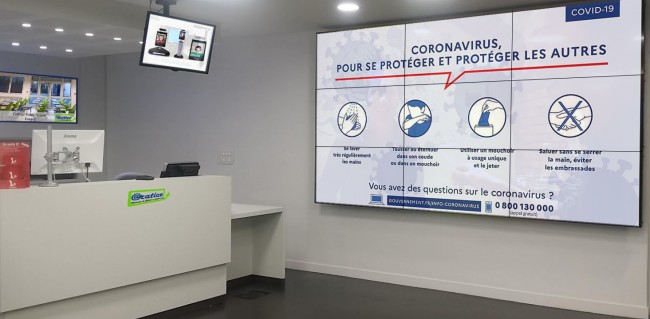 COVID-19
CORONAVIRUS,
POUR SE PROTÉGER ET PROTÉGER LES AUTRES
Se laver
très régulièrement
les mains
Tousser ou éternuer
dans son coude
ou dans un mouchoir
Utiliser un mouchoir
à usage unique
et le jeter
Saluer sans se serrer
la main, éviter
les embrassades
Vous avez des questions sur le coronavirus ?
GOUVERNEMENT.FR/INFO-CORONAVIRUS
0 800 130 000
(appel gratuit)